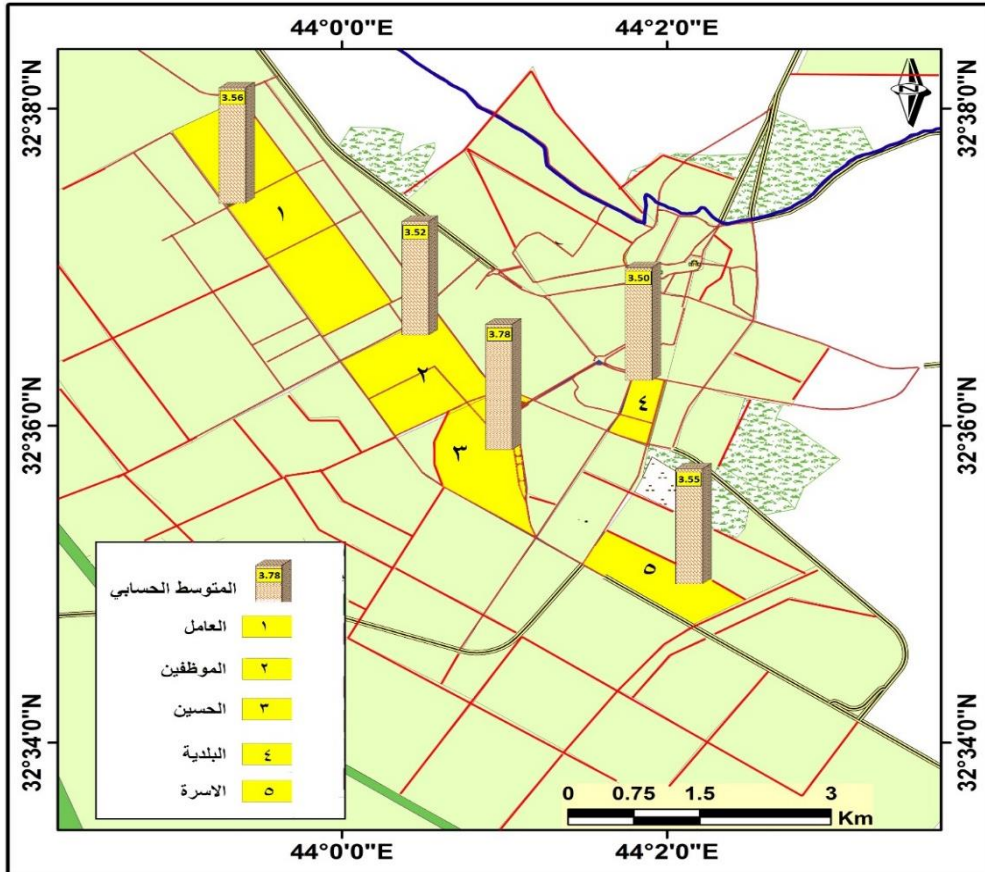 44°0'0"E 44°2'0"E
32°38'0"N 32°38'0"N
N
3.56
١
3.52
3.50
3.78
٢
٤
32°36'0"N 32°36'0"N
٣
3.55
٥
3.78 المتوسط الحسابي
١ العامل
٢ الموظفين
٣ الحسين
٤ البلدية
٥ الاسرة
32°34'0"N 32°34'0"N
0 0.75 1.5 3
Km
44°0'0"E 44°2'0"E